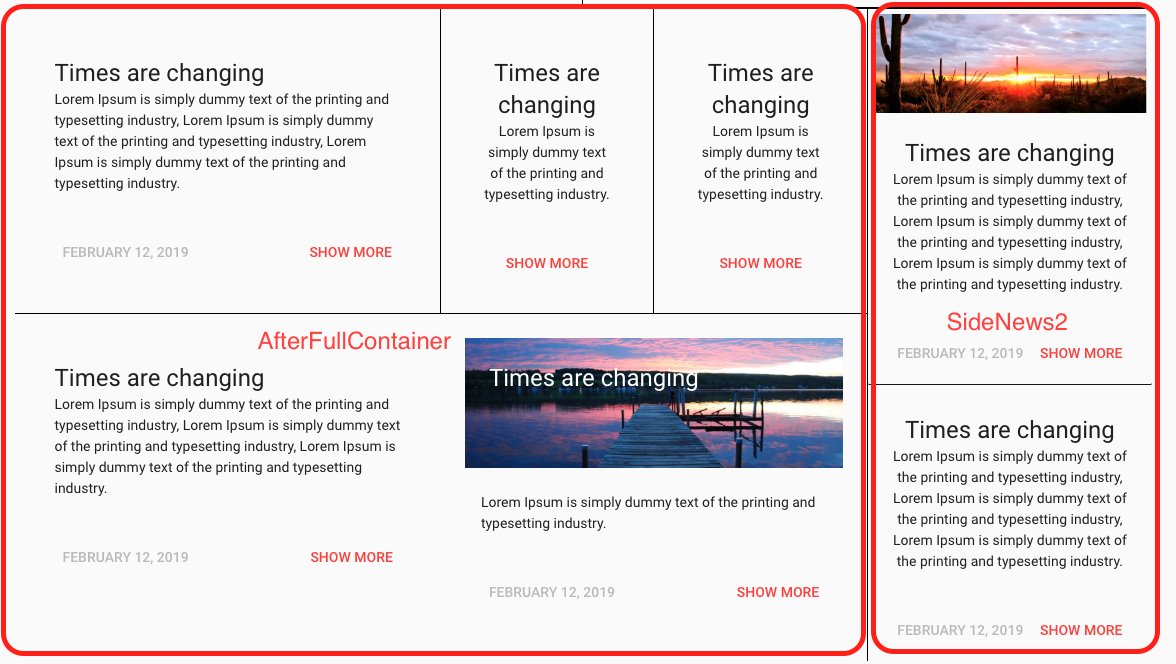 Times are changing
Lorem Ipsum is simply dummy text of the printing and
typesetting industry, Lorem Ipsum is simply dummy
text of the printing and typesetting industry, Lorem
Ipsum is simply dummy text of the printing and
typesetting industry.
FEBRUARY 12, 2019
SHOW MORE
Times are
changing
Lorem Ipsum is
simply dummy text
of the printing and
typesetting industry.
SHOW MORE
Times are
changing
Lorem Ipsum is
simply dummy text
of the printing and
typesetting industry.
SHOW MORE
AfterFullContainer
Times are changing
Lorem Ipsum is simply dummy text of the printing and
typesetting industry, Lorem Ipsum is simply dummy text
of the printing and typesetting industry, Lorem Ipsum is
simply dummy text of the printing and typesetting
industry.
FEBRUARY 12, 2019
SHOW MORE
Times are changing
Lorem Ipsum is simply dummy text of the printing and
typesetting industry.
FEBRUARY 12, 2019
SHOW MORE
Times are changing
Lorem Ipsum is simply dummy text of
the printing and typesetting industry,
Lorem Ipsum is simply dummy text of
the printing and typesetting industry,
Lorem Ipsum is simply dummy text of
the printing and typesetting industry.
SideNews2
FEBRUARY 12, 2019
SHOW MORE
Times are changing
Lorem Ipsum is simply dummy text of
the printing and typesetting industry,
Lorem Ipsum is simply dummy text of
the printing and typesetting industry,
Lorem Ipsum is simply dummy text of
the printing and typesetting industry.
FEBRUARY 12, 2019
SHOW MORE